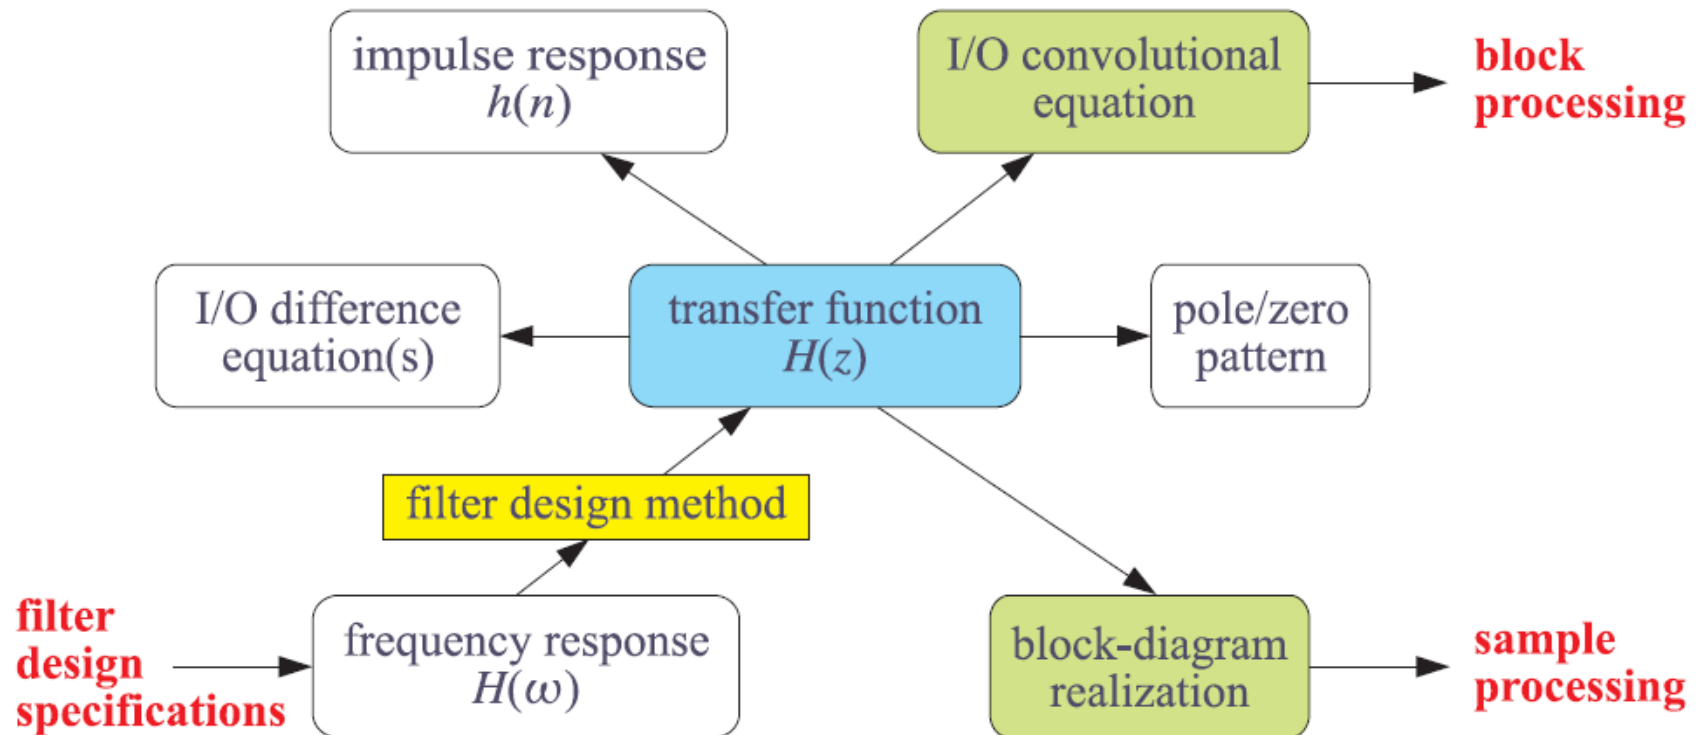 impulse response
h(n)
I/O convolutional
equation
block
processing
I/O difference
equation(s)
transfer function
H(z)
pole/zero
pattern
filter design method
filter
design
specifications
frequency response
H(ω)
block-diagram
realization
sample
processing